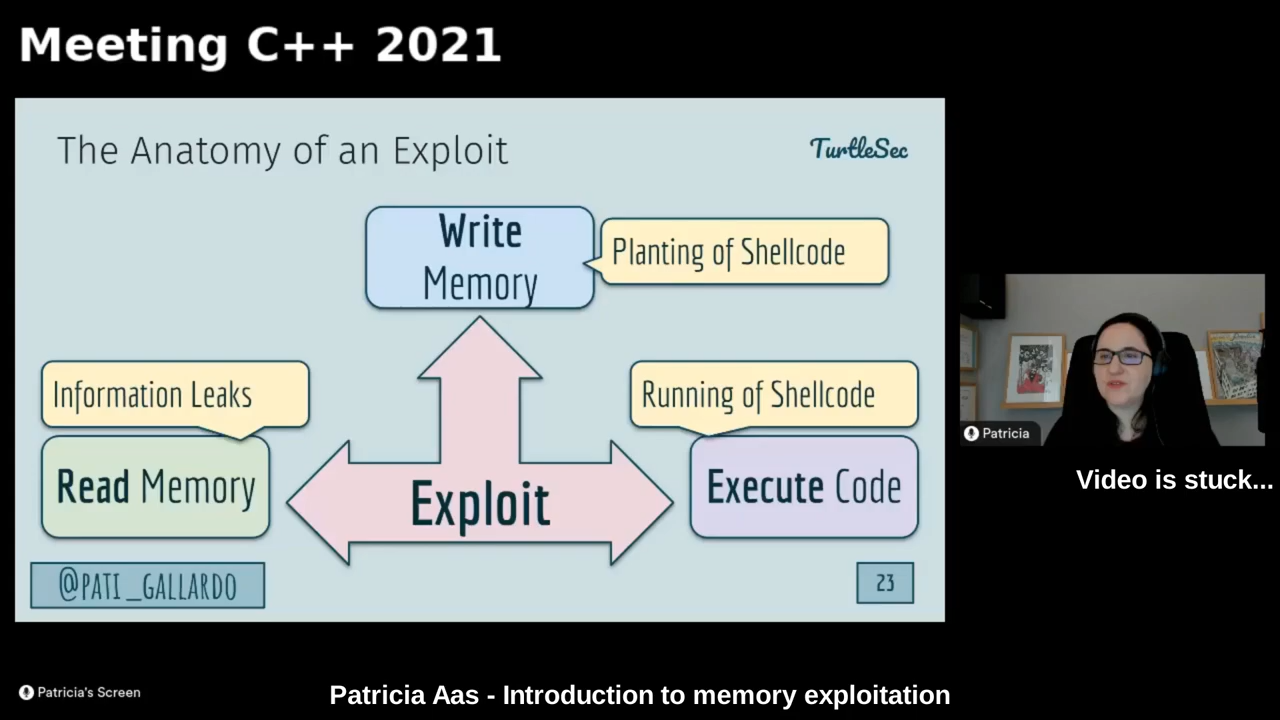 Meeting C++ 2021
The Anatomy of an Exploit
TurtleSec
Write
Memory
Planting of Shellcode
Information Leaks
Running of Shellcode
Read Memory
Exploit
Execute Code
@PATI_GALLARDO
23
Patricia
Video is stuck...
Patricia's Screen
Patricia Aas - Introduction to memory exploitation